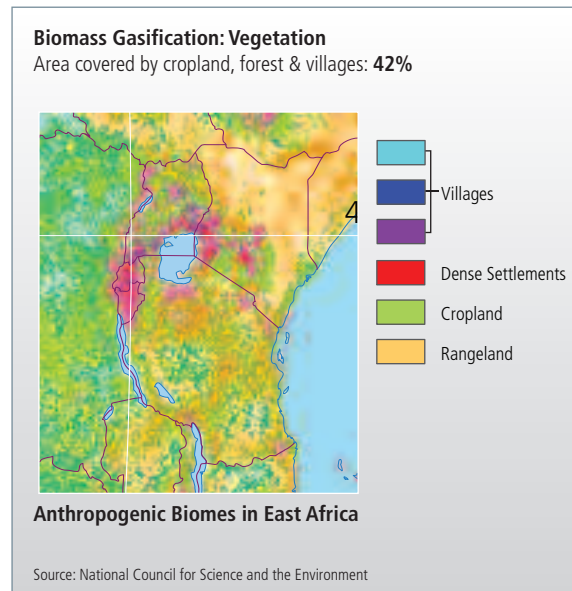 Biomass Gasification: Vegetation
Area covered by cropland, forest & villages: 42%
4
Villages
Dense Settlements
Cropland
Rangeland
Anthropogenic Biomes in East Africa
Source: National Council for Science and the Environment